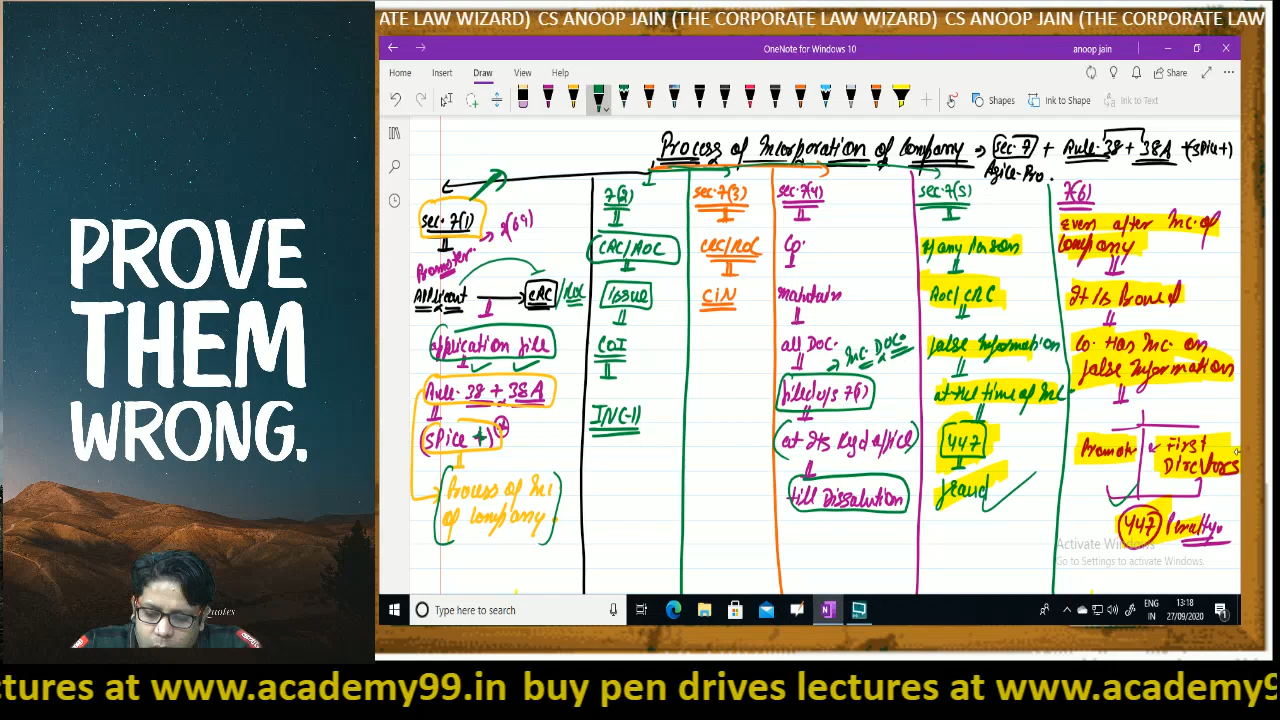 ATE LAW WIZARD) CS ANOOP JAIN (THE CORPORATE LAW WIZARD) CS ANOOP JAIN (THE CORPORATE LAW
OneNote for Windows 10
anoop jain
Home Insert Draw View Help
Share
Shapes
Ink to Shape
Ink to Text
PROVE
THEM
WRONG.
Quotes
Process of Incorporation of Company ⇒ Sec. 7 + Rule. 38 + 38A + (SPice+)
Agile-Pro.
sec. 7(1)
→ 2(69)
Promoter
Applicant → CRC/ROC
application file
Rule. 38 + 38A
(SPice +)
Process of Inc
of company
7(2)
CRC/ROC
Issue
COI
INC-11
sec. 7(3)
CRC/ROC
CIN
sec. 7(4)
Co.
maintain
all DOC.
→ Inc. DOC.
filed u/s 7(1)
(at Its Rgd office)
till Dissolution
sec. 7(5)
If any Person
ROC/CRC
false Information
at the time of Inc.
447
fraud
7(6)
Even after Inc. of
Company
It Is Proved
Co. Has Inc. on
false Information
Promoter
First
Directors
447 Penalty.
Activate Windows
Go to Settings to activate Windows.
Type here to search
ENG
IN
13:18
27/09/2020
ctures at www.academy99.in buy pen drives lectures at www.academy9